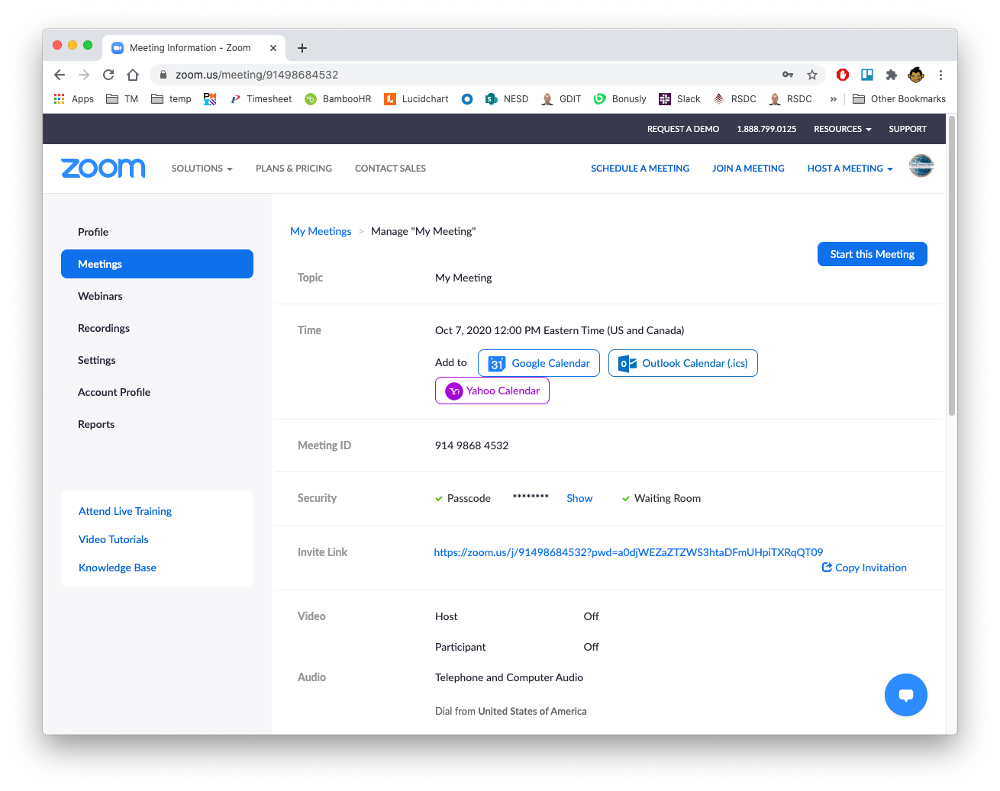 Meeting Information - Zoom
zoom.us/meeting/91498684532
Apps TM temp Timesheet BambooHR Lucidchart NESD GDIT Bonusly Slack RSDC RSDC » Other Bookmarks
REQUEST A DEMO 1.888.799.0125 RESOURCES SUPPORT
zoom SOLUTIONS PLANS & PRICING CONTACT SALES SCHEDULE A MEETING JOIN A MEETING HOST A MEETING
Profile
Meetings
Webinars
Recordings
Settings
Account Profile
Reports
Attend Live Training
Video Tutorials
Knowledge Base
My Meetings > Manage "My Meeting"
Start this Meeting
Topic My Meeting
Time Oct 7, 2020 12:00 PM Eastern Time (US and Canada)
Add to 31 Google Calendar Outlook Calendar (.ics)
Yahoo Calendar
Meeting ID 914 9868 4532
Security Passcode ******** Show Waiting Room
Invite Link https://zoom.us/j/91498684532?pwd=a0djWEZaZTZWS3htaDFmUHpiTXRqQT09
Copy Invitation
Video Host Off
Participant Off
Audio Telephone and Computer Audio
Dial from United States of America